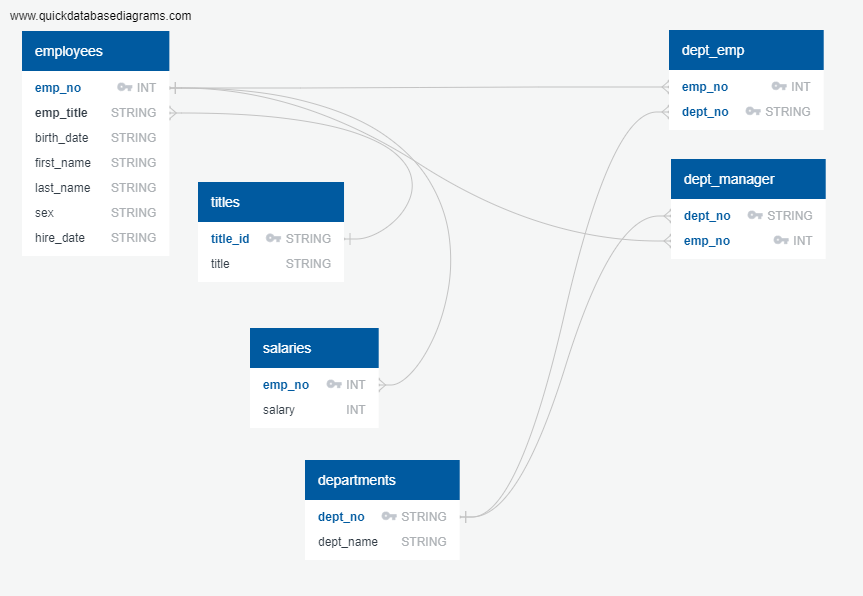 www.quickdatabasediagrams.com
employees
emp_no INT
emp_title STRING
birth_date STRING
first_name STRING
last_name STRING
sex STRING
hire_date STRING
titles
title_id STRING
title STRING
salaries
emp_no INT
salary INT
departments
dept_no STRING
dept_name STRING
dept_emp
emp_no INT
dept_no STRING
dept_manager
dept_no STRING
emp_no INT